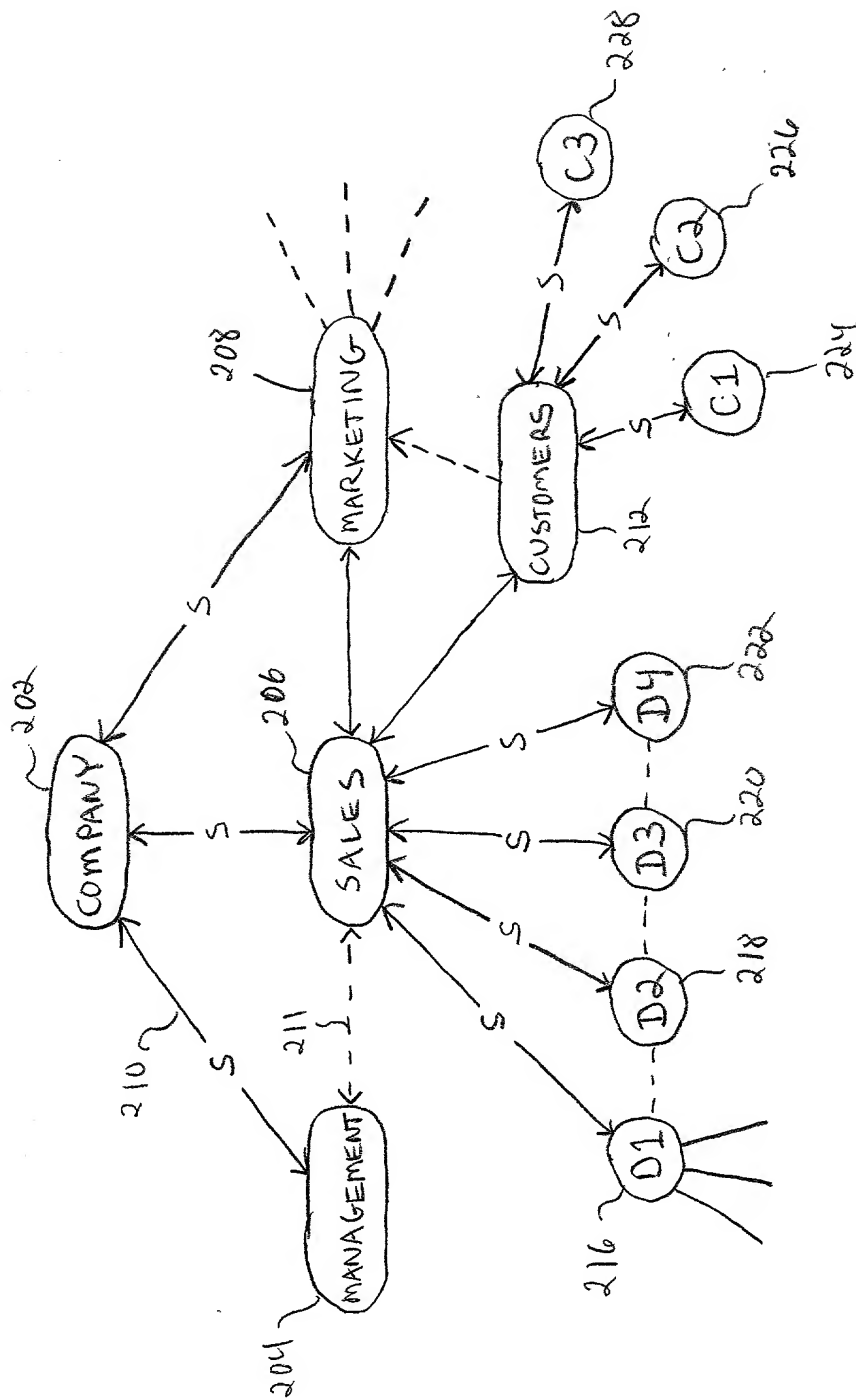 202
COMPANY
210
S
S
S
204
MANAGEMENT
211
206
SALES
208
MARKETING
S
S
S
S
212
CUSTOMERS
S
S
S
216
D1
D2
218
D3
220
D4
222
C1
224
C2
226
C3
228